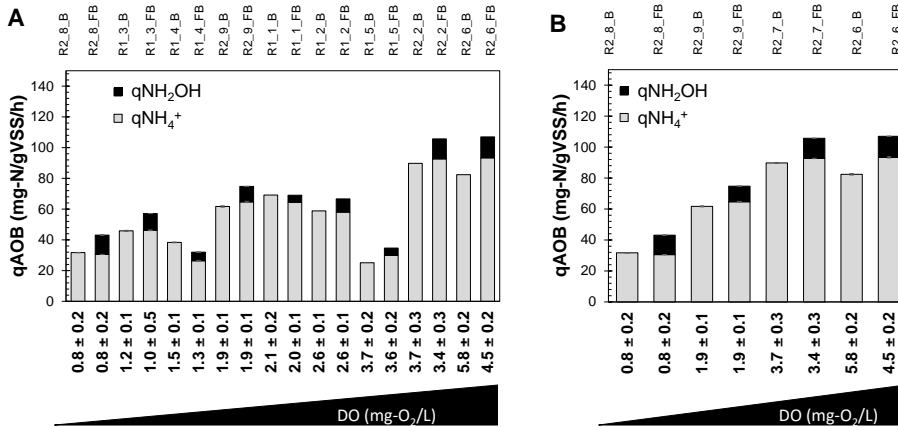 A
R2_8_B
R2_8_FB
R1_3_B
R1_3_FB
R1_4_B
R1_4_FB
R2_9_B
R2_9_FB
R1_1_B
R1_1_FB
R1_2_B
R1_2_FB
R1_5_B
R1_5_FB
R2_2_B
R2_2_FB
R2_6_B
R2_6_FB
qAOB (mg-N/gVSS/h)
140
120
100
80
60
40
20
0
qNH₂OH
qNH₄⁺
0.8 ± 0.2
0.8 ± 0.2
1.2 ± 0.1
1.0 ± 0.5
1.5 ± 0.1
1.3 ± 0.1
1.9 ± 0.1
1.9 ± 0.1
2.1 ± 0.2
2.0 ± 0.1
2.6 ± 0.1
2.6 ± 0.1
3.7 ± 0.2
3.6 ± 0.2
3.7 ± 0.3
3.4 ± 0.3
5.8 ± 0.2
4.5 ± 0.2
DO (mg-O₂/L)
B
R2_8_B
R2_8_FB
R2_9_B
R2_9_FB
R2_7_B
R2_7_FB
R2_6_B
R2_6_FB
qAOB (mg-N/gVSS/h)
140
120
100
80
60
40
20
0
qNH₂OH
qNH₄⁺
0.8 ± 0.2
0.8 ± 0.2
1.9 ± 0.1
1.9 ± 0.1
3.7 ± 0.3
3.4 ± 0.3
5.8 ± 0.2
4.5 ± 0.2
DO (mg-O₂/L)